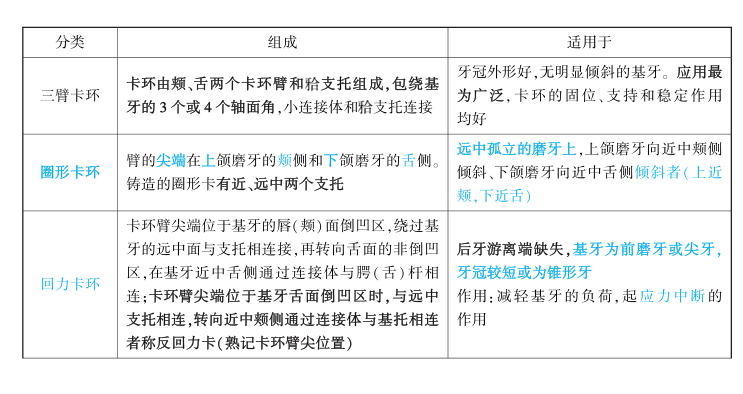 分类 组成 适用于
三臂卡环
卡环由颊、舌两个卡环臂和𬌗支托组成,包绕基
牙的3个或4个轴面角,小连接体和𬌗支托连接
牙冠外形好,无明显倾斜的基牙。应用最
为广泛,卡环的固位、支持和稳定作用
均好
圈形卡环
臂的尖端在上颌磨牙的颊侧和下颌磨牙的舌侧。
铸造的圈形卡有近、远中两个支托
远中孤立的磨牙上,上颌磨牙向近中颊侧
倾斜、下颌磨牙向近中舌侧倾斜者(上近
颊,下近舌)
回力卡环
卡环臂尖端位于基牙的唇(颊)面倒凹区,绕过基
牙的远中面与支托相连接,再转向舌面的非倒凹
区,在基牙近中舌侧通过连接体与腭(舌)杆相
连;卡环臂尖端位于基牙舌面倒凹区时,与远中
支托相连,转向近中颊侧通过连接体与基托相连
者称反回力卡(熟记卡环臂尖位置)
后牙游离端缺失,基牙为前磨牙或尖牙,
牙冠较短或为锥形牙
作用:减轻基牙的负荷,起应力中断的
作用